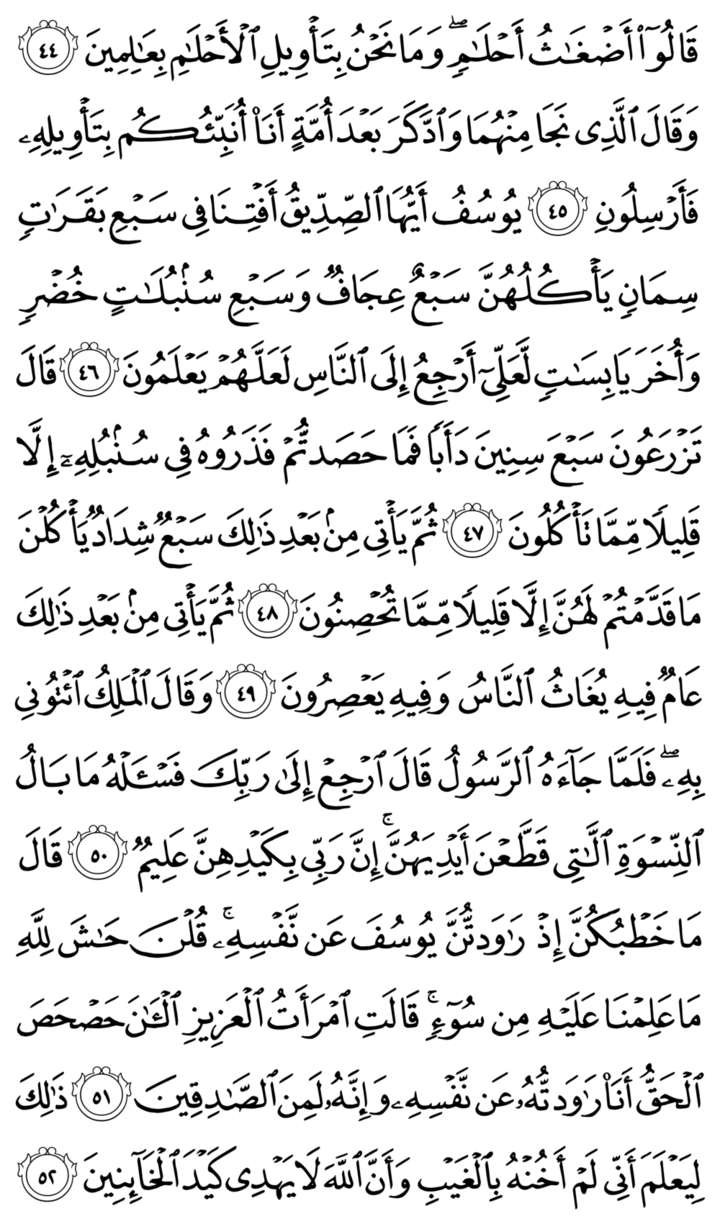 قَالُوٓا۟ أَضْغَـٰثُ أَحْلَـٰمٍۢ ۖ وَمَا نَحْنُ بِتَأْوِيلِ ٱلْأَحْلَـٰمِ بِعَـٰلِمِينَ ٤٤
وَقَالَ ٱلَّذِى نَجَا مِنْهُمَا وَٱدَّكَرَ بَعْدَ أُمَّةٍ أَنَا۠ أُنَبِّئُكُم بِتَأْوِيلِهِۦ
فَأَرْسِلُونِ ٤٥ يُوسُفُ أَيُّهَا ٱلصِّدِّيقُ أَفْتِنَا فِى سَبْعِ بَقَرَٰتٍۢ
سِمَانٍۢ يَأْكُلُهُنَّ سَبْعٌ عِجَافٌۭ وَسَبْعِ سُنۢبُلَـٰتٍ خُضْرٍۢ
وَأُخَرَ يَابِسَـٰتٍۢ لَّعَلِّىٓ أَرْجِعُ إِلَى ٱلنَّاسِ لَعَلَّهُمْ يَعْلَمُونَ ٤٦ قَالَ
تَزْرَعُونَ سَبْعَ سِنِينَ دَأَبًۭا فَمَا حَصَدتُّمْ فَذَرُوهُ فِى سُنۢبُلِهِۦٓ إِلَّا
قَلِيلًۭا مِّمَّا تَأْكُلُونَ ٤٧ ثُمَّ يَأْتِى مِنۢ بَعْدِ ذَٰلِكَ سَبْعٌۭ شِدَادٌۭ يَأْكُلْنَ
مَا قَدَّمْتُمْ لَهُنَّ إِلَّا قَلِيلًۭا مِّمَّا تُحْصِنُونَ ٤٨ ثُمَّ يَأْتِى مِنۢ بَعْدِ ذَٰلِكَ
عَامٌۭ فِيهِ يُغَاثُ ٱلنَّاسُ وَفِيهِ يَعْصِرُونَ ٤٩ وَقَالَ ٱلْمَلِكُ ٱئْتُونِى
بِهِۦ ۖ فَلَمَّا جَآءَهُ ٱلرَّسُولُ قَالَ ٱرْجِعْ إِلَىٰ رَبِّكَ فَسْـَٔلْهُ مَا بَالُ
ٱلنِّسْوَةِ ٱلَّـٰتِى قَطَّعْنَ أَيْدِيَهُنَّ ۚ إِنَّ رَبِّى بِكَيْدِهِنَّ عَلِيمٌۭ ٥٠ قَالَ
مَا خَطْبُكُنَّ إِذْ رَٰوَدتُّنَّ يُوسُفَ عَن نَّفْسِهِۦ ۚ قُلْنَ حَـٰشَ لِلَّهِ
مَا عَلِمْنَا عَلَيْهِ مِن سُوٓءٍۢ ۚ قَالَتِ ٱمْرَأَتُ ٱلْعَزِيزِ ٱلْـَٔـٰنَ حَصْحَصَ
ٱلْحَقُّ أَنَا۠ رَٰوَدتُّهُۥ عَن نَّفْسِهِۦ وَإِنَّهُۥ لَمِنَ ٱلصَّـٰدِقِينَ ٥١ ذَٰلِكَ
لِيَعْلَمَ أَنِّى لَمْ أَخُنْهُ بِٱلْغَيْبِ وَأَنَّ ٱللَّهَ لَا يَهْدِى كَيْدَ ٱلْخَآئِنِينَ ٥٢